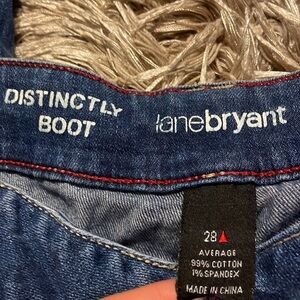 DISTINCTLY
BOOT
lanebryant
28
AVERAGE
99% COTTON
1% SPANDEX
MADE IN CHINA